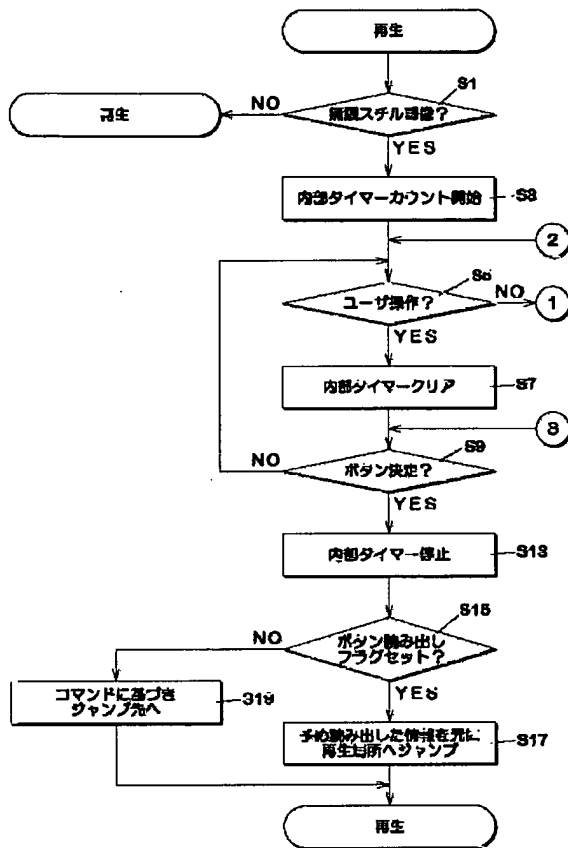 再生
S1
無限スチル画像？
NO
再生
YES
内部タイマーカウント開始
S3
2
S5
ユーザ操作？
NO
1
YES
内部タイマークリア
S7
3
S9
NO
ボタン決定？
YES
内部タイマー停止
S13
S15
NO
ボタン読み出し
フラグセット？
YES
コマンドに基づき
ジャンプ先へ
S19
予め読み出した情報を元に
再生場所へジャンプ
S17
再生